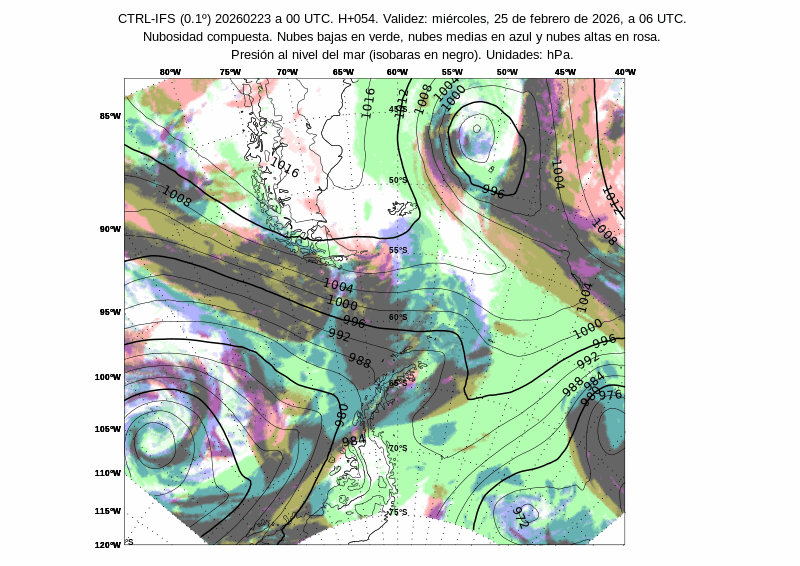 CTRL-IFS (0.1º) 20260223 a 00 UTC. H+054. Validez: miércoles, 25 de febrero de 2026, a 06 UTC.
Nubosidad compuesta. Nubes bajas en verde, nubes medias en azul y nubes altas en rosa.
Presión al nivel del mar (isobaras en negro). Unidades: hPa.
80°W 75°W 70°W 65°W 60°W 55°W 50°W 45°W 40°W
1016 1012 1008 1004 1000
45°S
85°W
1016
1004
50°S
996
1008
1012
90°W
1008
55°S
1004
1004
95°W
1000
60°S
996
1000
992
996
988
992
100°W
65°S
988 984
980
976
980
105°W
984
70°S
110°W
115°W
75°S
972
120°W
°S